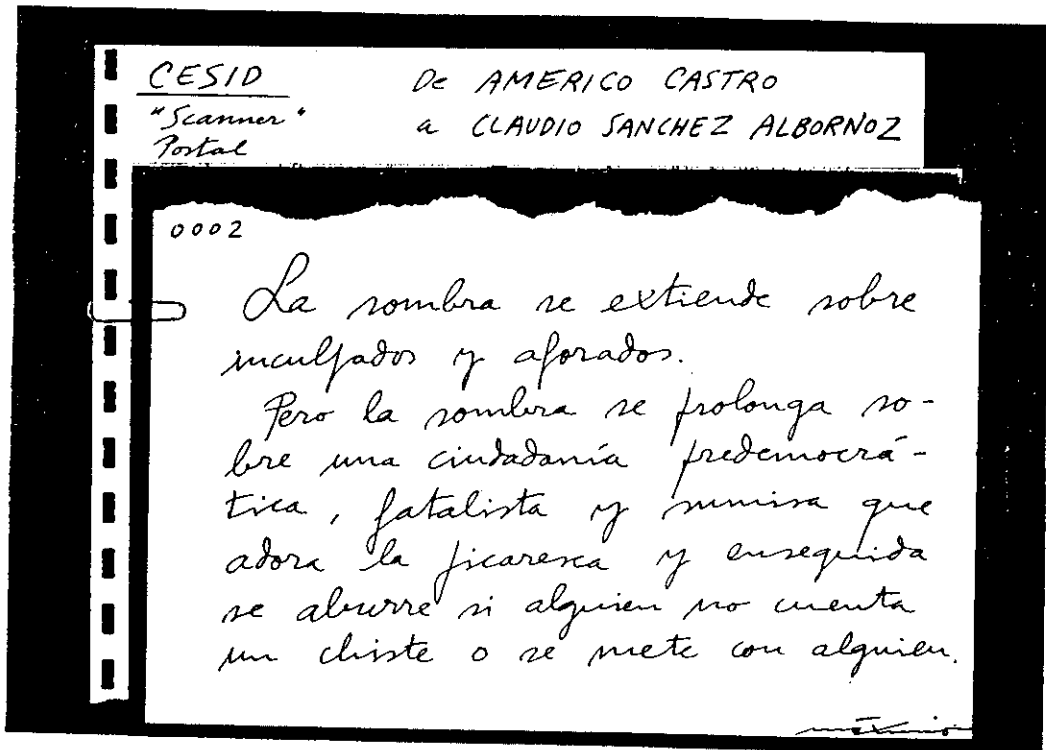 CESID
"Scanner"
Postal
De AMERICO CASTRO
a CLAUDIO SANCHEZ ALBORNOZ
0002
La sombra se extiende sobre
inculpados y aforados.
Pero la sombra se prolonga so-
bre una ciudadanía predemocrá-
tica, fatalista y sumisa que
adora la picaresca y enseguida
se aburre si alguien no cuenta
un chiste o se mete con alguien.
máximo